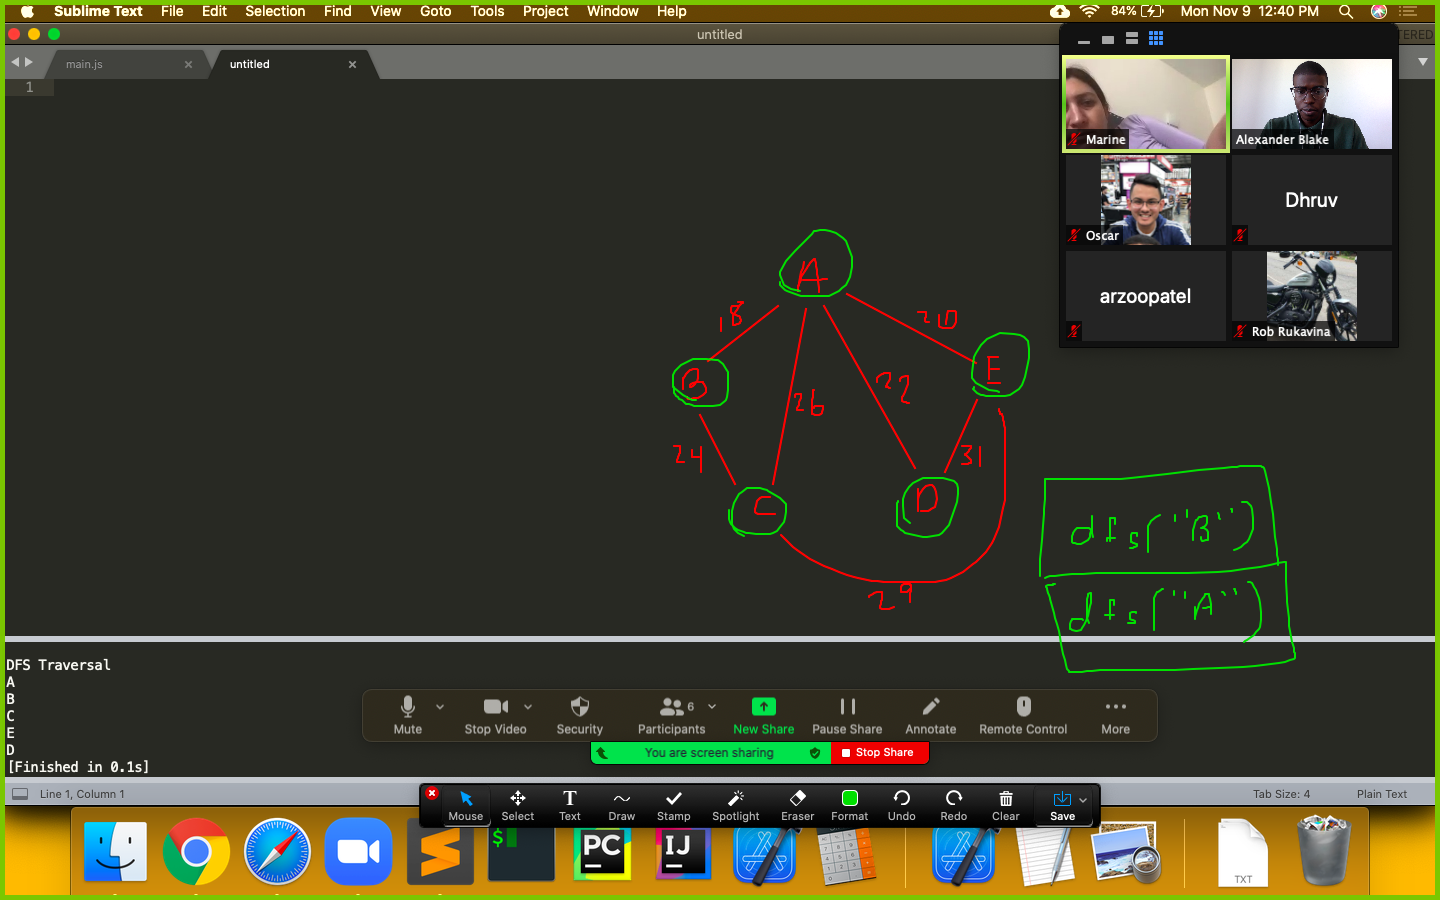 Sublime Text File Edit Selection Find View Goto Tools Project Window Help 84% Mon Nov 9 12:40 PM
untitled
TERED
main.js untitled
1
Marine
Alexander Blake
Oscar
Dhruv
arzoopatel
Rob Rukavina
A
18
20
B
E
26
22
24
31
C
D
29
dfs("B")
dfs("A")
DFS Traversal
A
B
C
E
D
[Finished in 0.1s]
6
Mute Stop Video Security Participants New Share Pause Share Annotate Remote Control More
You are screen sharing Stop Share
Line 1, Column 1
Tab Size: 4 Plain Text
Mouse Select Text Draw Stamp Spotlight Eraser Format Undo Redo Clear Save
$
PC
IJ
TXT